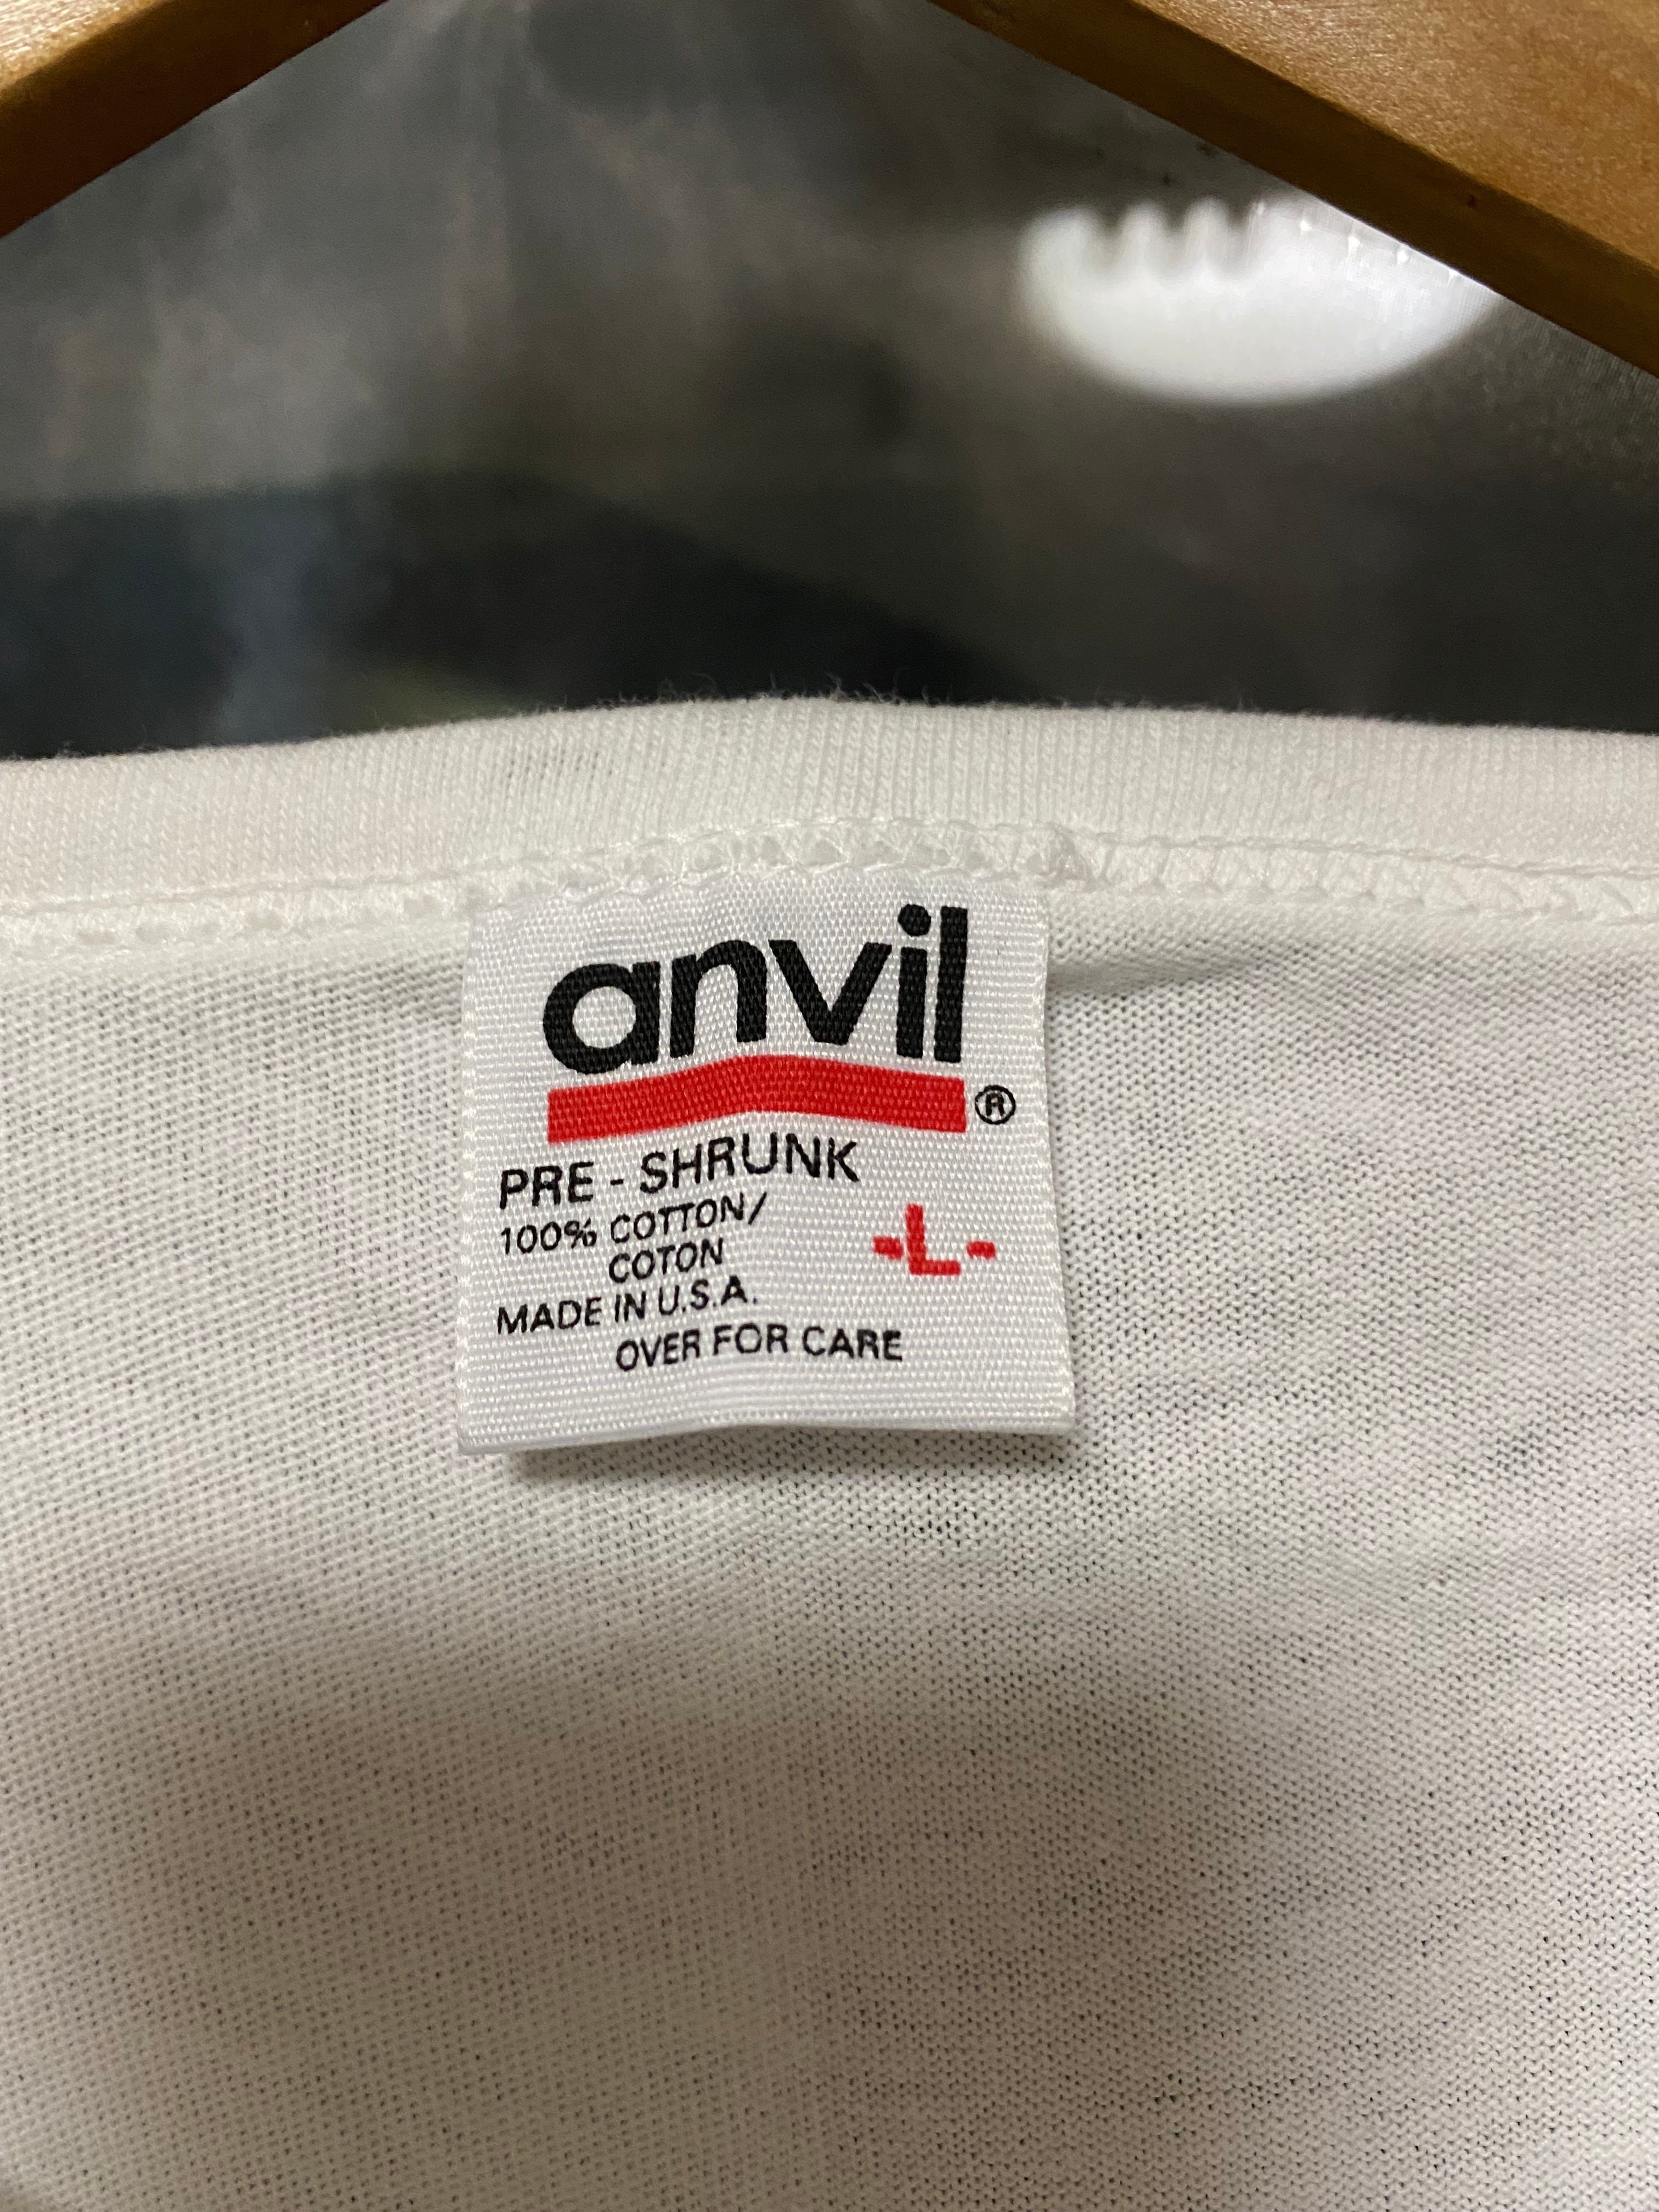 anvil
®
PRE - SHRUNK
100% COTTON/
COTON
-L-
MADE IN U.S.A.
OVER FOR CARE